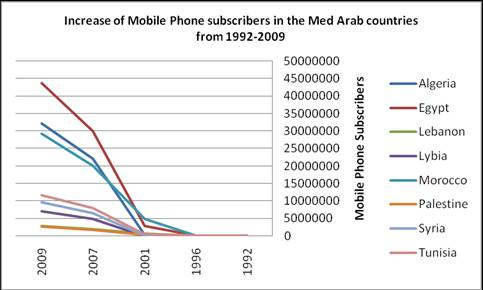 Increase of Mobile Phone subscribers in the Med Arab countries
from 1992-2009
50000000
45000000
40000000
35000000
30000000
25000000
20000000
15000000
10000000
5000000
0
Mobile Phone Subscribers
2009
2007
2001
1996
1992
Algeria
Egypt
Lebanon
Lybia
Morocco
Palestine
Syria
Tunisia